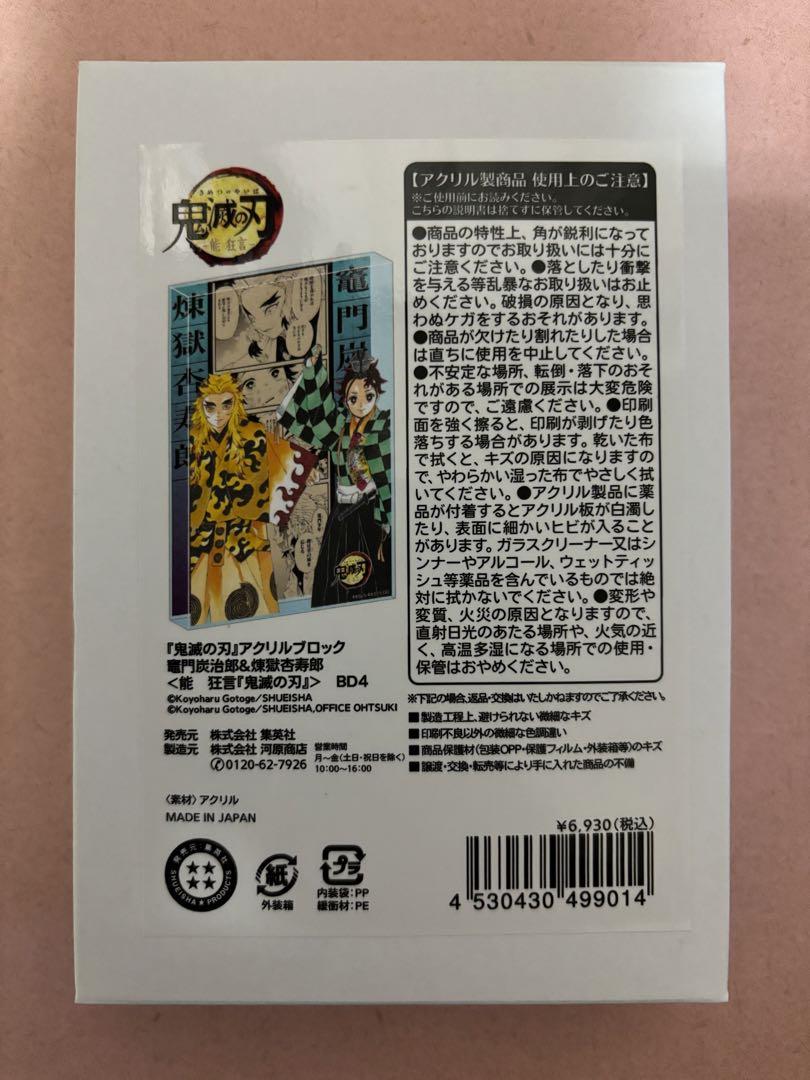 きめつのやいば
鬼滅の刃
能 狂言
煉獄杏寿郎
竈門炭
鬼滅の刃
『鬼滅の刃』アクリルブロック
竈門炭治郎&煉獄杏寿郎
<能 狂言『鬼滅の刃』> BD4
©Koyoharu Gotoge/SHUEISHA
©Koyoharu Gotoge/SHUEISHA,OFFICE OHTSUKI
発売元 株式会社 集英社
製造元 株式会社 河原商店
✆0120-62-7926
営業時間
月~金(土日・祝日を除く)
10:00~16:00
〈素材〉アクリル
MADE IN JAPAN
発売元:集英社
SHUEISHA★PRODUCTS
紙
外装箱
プラ
内装袋:PP
緩衝材:PE
【アクリル製商品 使用上のご注意】
※ご使用前にお読みください。
こちらの説明書は捨てずに保管してください。
●商品の特性上、角が鋭利になって
おりますのでお取り扱いには十分に
ご注意ください。●落としたり衝撃
を与える等乱暴なお取り扱いはお止
めください。破損の原因となり、思
わぬケガをするおそれがあります。
●商品が欠けたり割れたりした場合
は直ちに使用を中止してください。
●不安定な場所、転倒・落下のおそ
れがある場所での展示は大変危険
ですので、ご遠慮ください。●印刷
面を強く擦ると、印刷が剥げたり色
落ちする場合があります。乾いた布
で拭くと、キズの原因になりますの
で、やわらかい湿った布でやさしく拭
いてください。●アクリル製品に薬
品が付着するとアクリル板が白濁し
たり、表面に細かいヒビが入ること
があります。ガラスクリーナー又はシ
ンナーやアルコール、ウェットティッ
シュ等薬品を含んでいるものでは絶
対に拭かないでください。●変形や
変質、火災の原因となりますので、
直射日光のあたる場所や、火気の近
く、高温多湿になる場所での使用・
保管はおやめください。
※下記の場合、返品・交換はいたしかねますのでご了承ください。
■製造工程上、避けられない微細なキズ
■印刷不良以外の微細な色調違い
■商品保護材(包装OPP・保護フィルム・外装箱等)のキズ
■譲渡・交換・転売等により手に入れた商品の不備
¥6,930(税込)
4 530430 499014